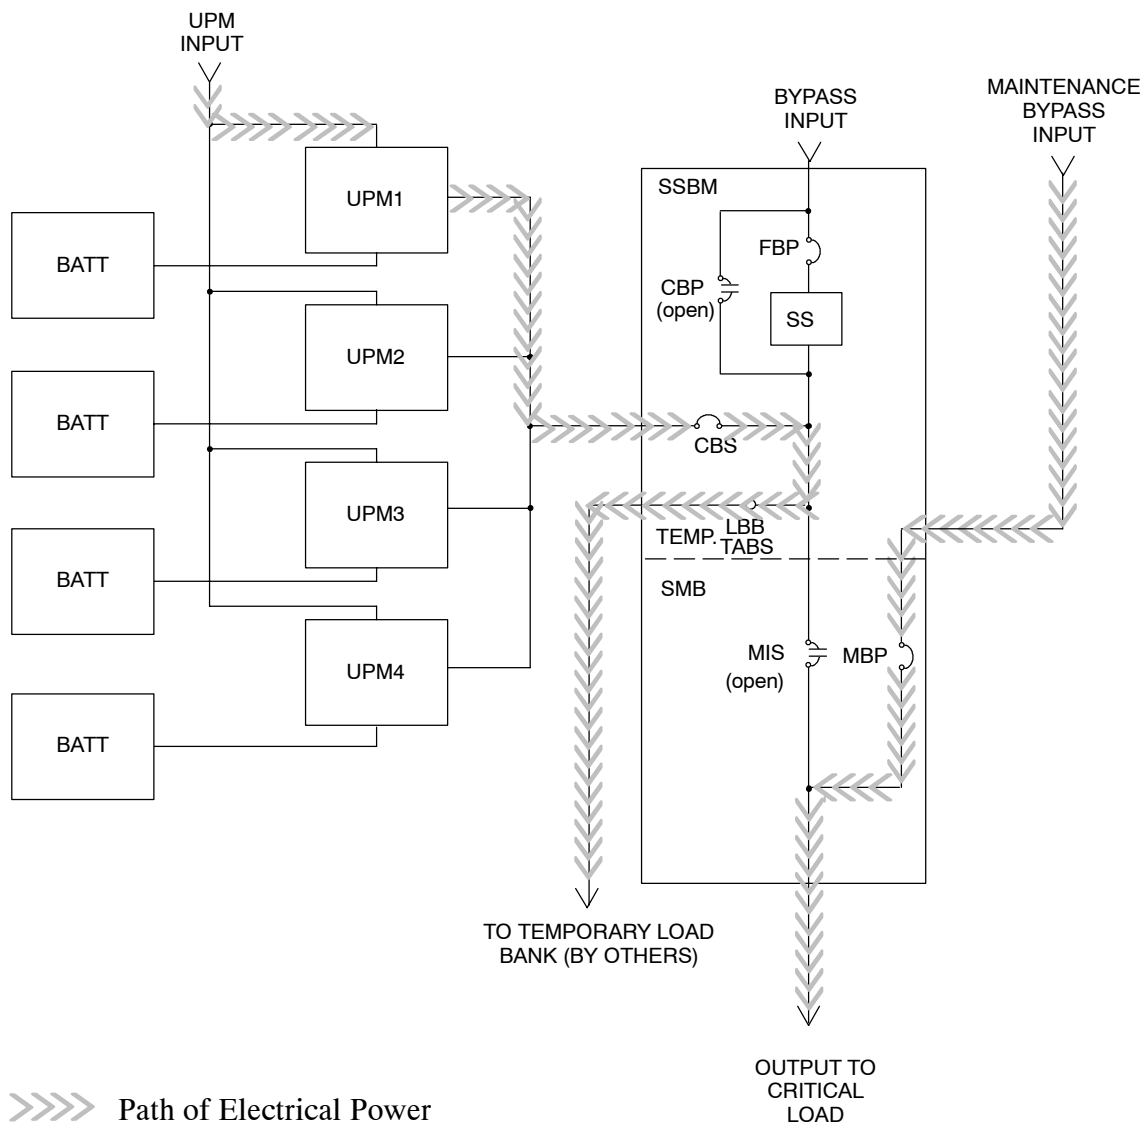 UPM
INPUT
MAINTENANCE
BYPASS
INPUT
BYPASS
INPUT
SSBM
UPM1
FBP
BATT
CBP
(open)
SS
UPM2
BATT
CBS
UPM3
LBB
TEMP.
TABS
BATT
SMB
MIS
(open)
MBP
UPM4
BATT
TO TEMPORARY LOAD
BANK (BY OTHERS)
OUTPUT TO
CRITICAL
LOAD
Path of Electrical Power